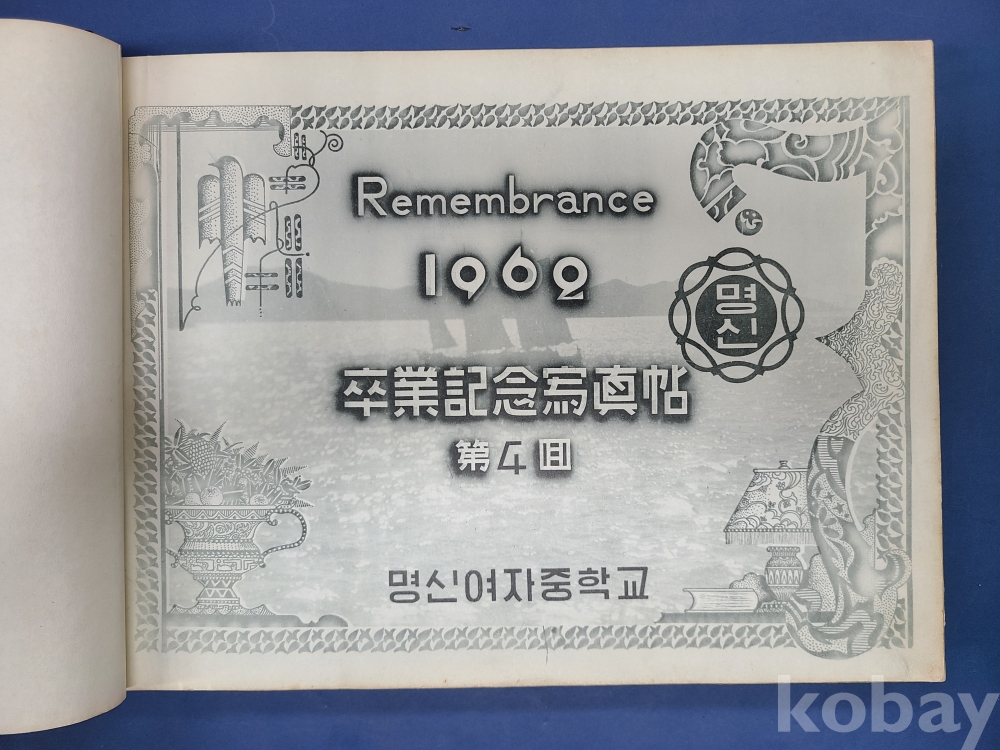 Remembrance
1962
명
신
卒業記念寫眞帖
第4回
명신여자중학교
kobay